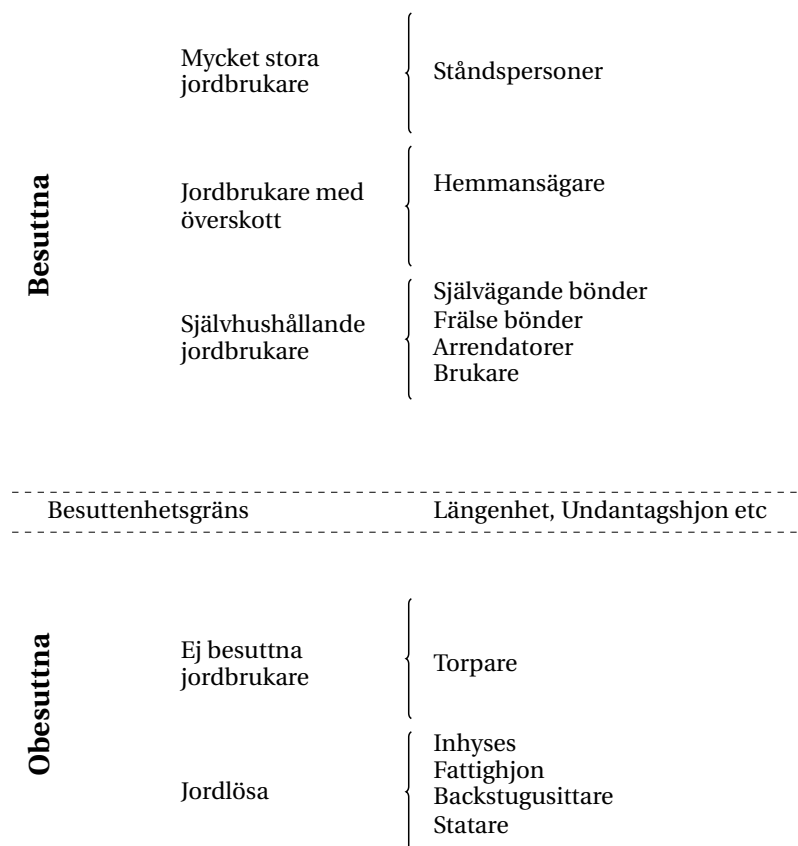 Besuttna
Mycket stora
jordbrukare
Ståndspersoner
Jordbrukare med
överskott
Hemmansägare
Självhushållande
jordbrukare
Självägande bönder
Frälse bönder
Arrendatorer
Brukare
Besuttenhetsgräns
Längenhet, Undantagshjon etc
Obesuttna
Ej besuttna
jordbrukare
Torpare
Jordlösa
Inhyses
Fattighjon
Backstugusittare
Statare